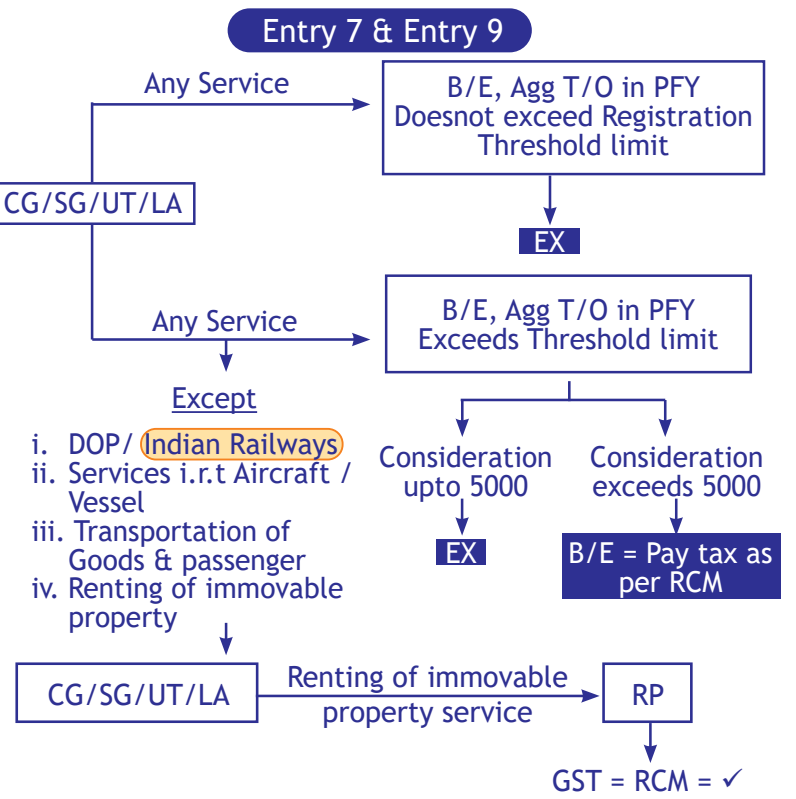 Entry 7 & Entry 9
Any Service
B/E, Agg T/O in PFY
Doesnot exceed Registration
Threshold limit
CG/SG/UT/LA
EX
Any Service
B/E, Agg T/O in PFY
Exceeds Threshold limit
Except
i. DOP/ Indian Railways
ii. Services i.r.t Aircraft /
Vessel
iii. Transportation of
Goods & passenger
iv. Renting of immovable
property
Consideration
upto 5000
EX
Consideration
exceeds 5000
B/E = Pay tax as
per RCM
CG/SG/UT/LA
Renting of immovable
property service
RP
GST = RCM = ✓